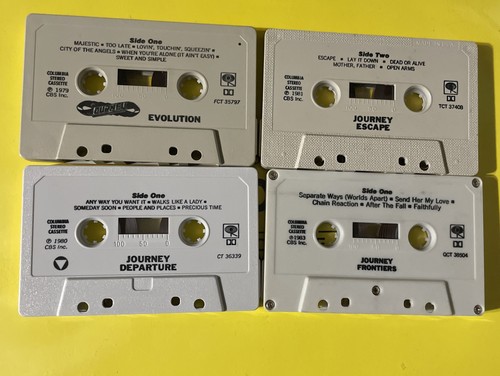 Side One
MAJESTIC • TOO LATE • LOVIN', TOUCHIN', SQUEEZIN' •
CITY OF THE ANGELS • WHEN YOU'RE ALONE (IT AIN'T EASY) •
SWEET AND SIMPLE
COLUMBIA
STEREO
CASSETTE
℗ 1979
CBS Inc.
FCT 35797
EVOLUTION
Side Two
ESCAPE • LAY IT DOWN • DEAD OR ALIVE
MOTHER, FATHER • OPEN ARMS
COLUMBIA
STEREO
CASSETTE
℗ 1981
CBS Inc.
TCT 37408
JOURNEY
ESCAPE
Side One
ANY WAY YOU WANT IT • WALKS LIKE A LADY •
SOMEDAY SOON • PEOPLE AND PLACES • PRECIOUS TIME
COLUMBIA
STEREO
CASSETTE
℗ 1980
CBS Inc.
100 50 0
CT 36339
JOURNEY
DEPARTURE
Side One
Separate Ways (Worlds Apart) • Send Her My Love •
Chain Reaction • After The Fall • Faithfully
COLUMBIA
STEREO
CASSETTE
℗ 1983
CBS Inc.
QCT 38504
JOURNEY
FRONTIERS